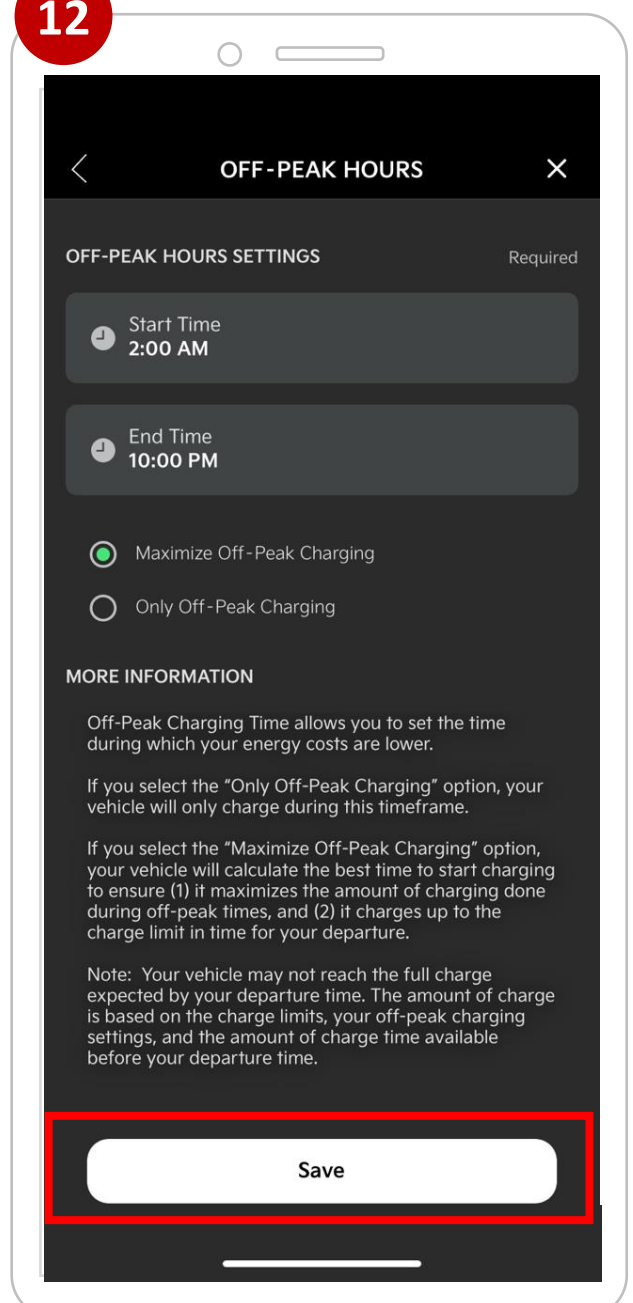 12
OFF-PEAK HOURS
OFF-PEAK HOURS SETTINGS Required
Start Time
2:00 AM
End Time
10:00 PM
Maximize Off-Peak Charging
Only Off-Peak Charging
MORE INFORMATION
Off-Peak Charging Time allows you to set the time
during which your energy costs are lower.
If you select the “Only Off-Peak Charging” option, your
vehicle will only charge during this timeframe.
If you select the “Maximize Off-Peak Charging” option,
your vehicle will calculate the best time to start charging
to ensure (1) it maximizes the amount of charging done
during off-peak times, and (2) it charges up to the
charge limit in time for your departure.
Note: Your vehicle may not reach the full charge
expected by your departure time. The amount of charge
is based on the charge limits, your off-peak charging
settings, and the amount of charge time available
before your departure time.
Save